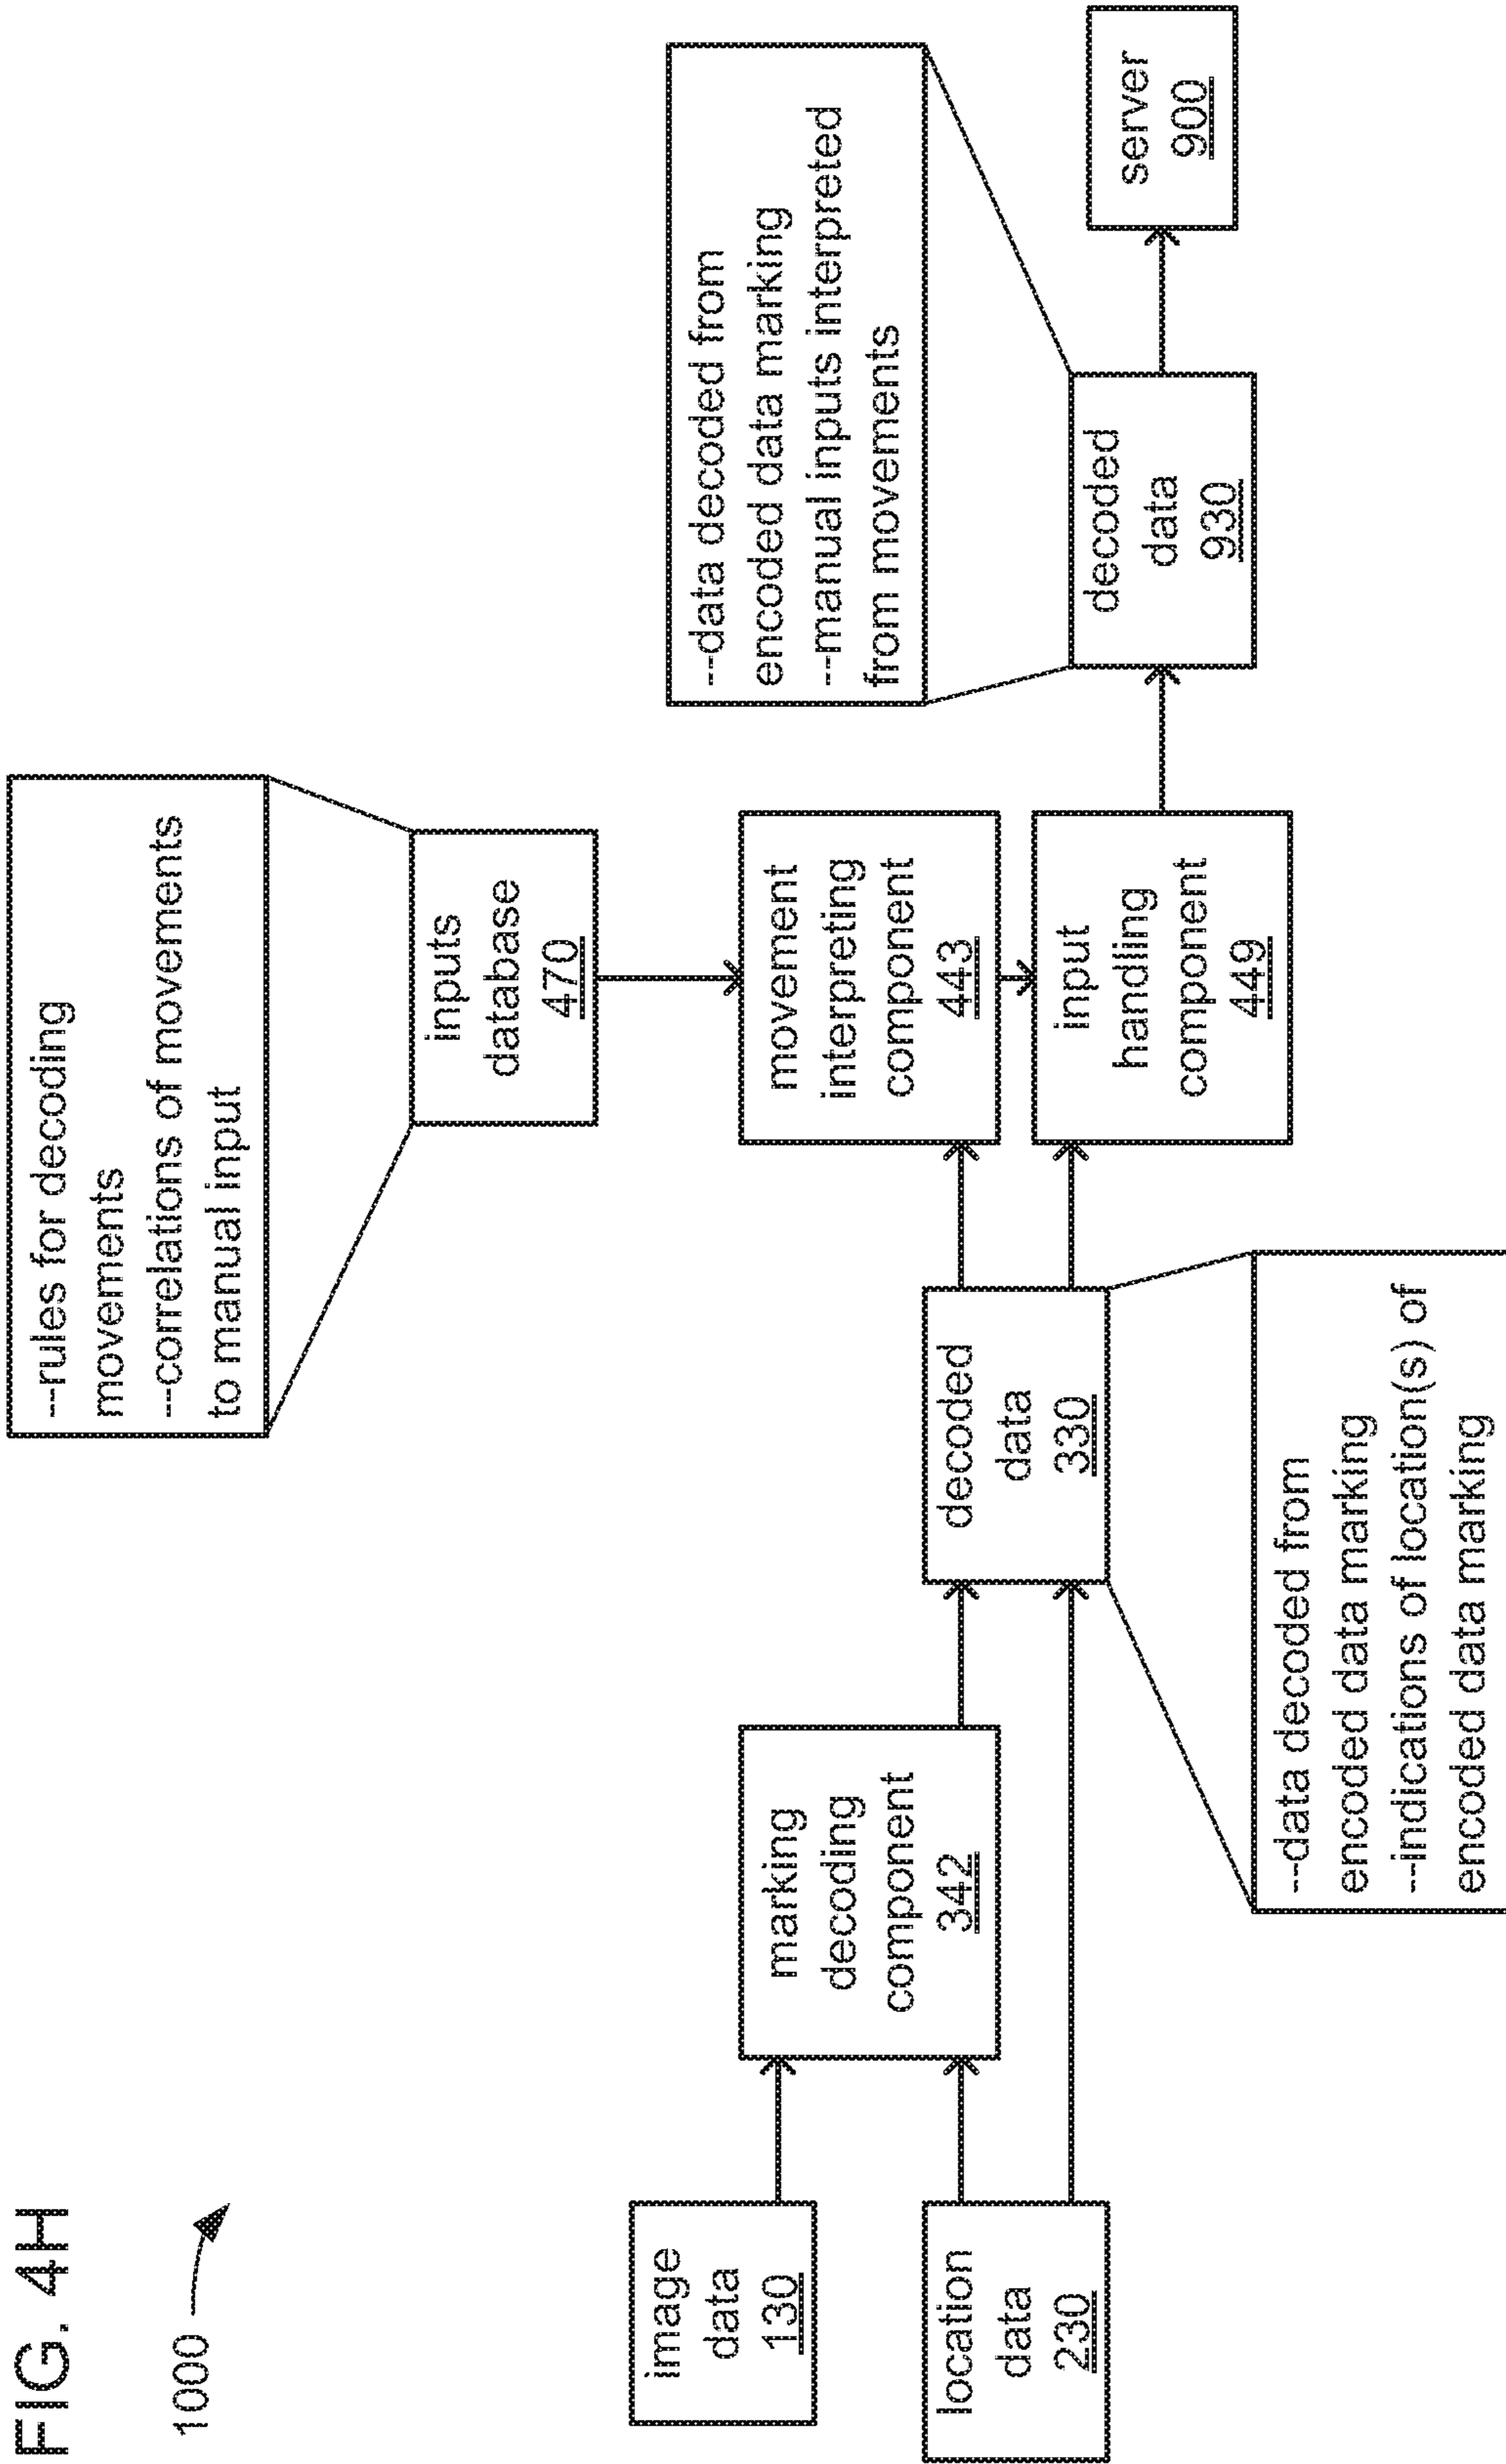 FIG. 4H
1000
--rules for decoding
movements
--correlations of movements
to manual input
inputs
database
470
--data decoded from
encoded data marking
--manual inputs interpreted
from movements
image
data
130
marking
decoding
component
342
movement
interpreting
component
443
location
data
230
decoded
data
330
input
handling
component
449
decoded
data
930
server
900
--data decoded from
encoded data marking
--indications of location(s) of
encoded data marking